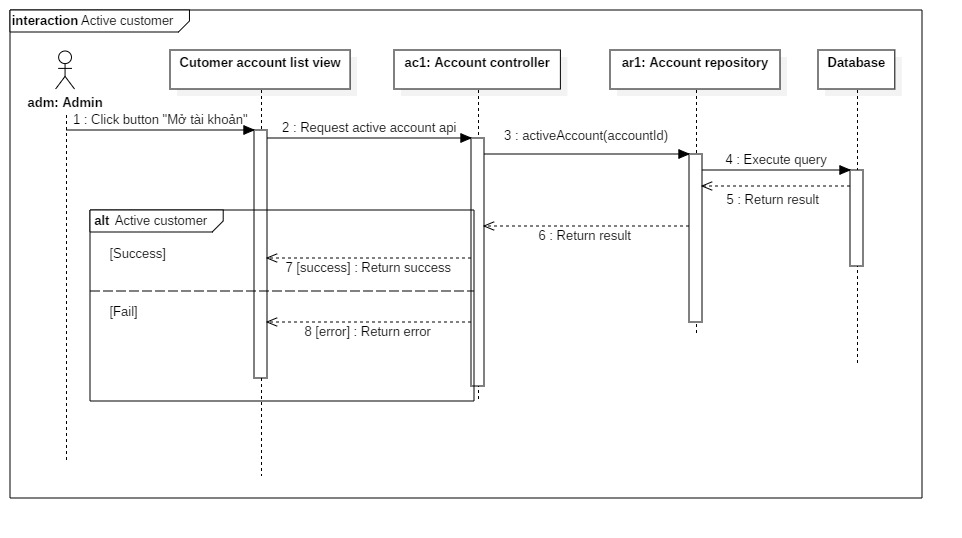 interaction Active customer
Cutomer account list view
ac1: Account controller
ar1: Account repository
Database
adm: Admin
1 : Click button "Mở tài khoản"
2 : Request active account api
3 : activeAccount(accountId)
4 : Execute query
5 : Return result
6 : Return result
alt Active customer
[Success]
7 [success] : Return success
[Fail]
8 [error] : Return error